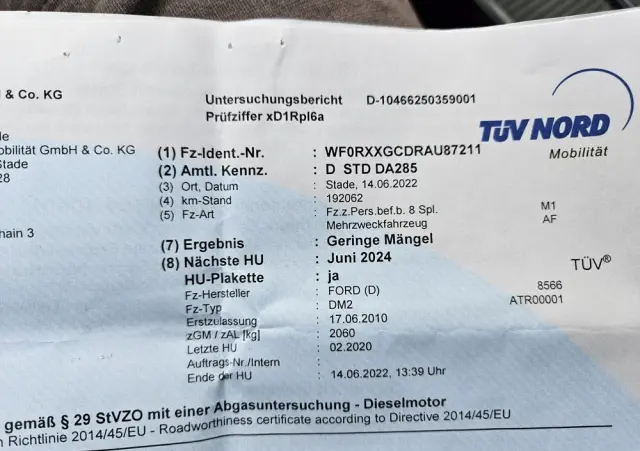 & Co. KG
Untersuchungsbericht D-10466250359001
Prüfziffer xD1Rpl6a
TÜV NORD
Mobilität
obilität GmbH & Co. KG
Stade
28
hain 3
(1) Fz-Ident.-Nr. : WF0RXXGCDRAU87211
(2) Amtl. Kennz. : D STD DA285
(3) Ort, Datum : Stade, 14.06.2022
(4) km-Stand : 192062
(5) Fz-Art : Fz.z.Pers.bef.b. 8 Spl. M1
Mehrzweckfahrzeug AF
(7) Ergebnis : Geringe Mängel
(8) Nächste HU : Juni 2024
HU-Plakette : ja
TÜV®
Fz-Hersteller : FORD (D) 8566
Fz-Typ : DM2 ATR00001
Erstzulassung : 17.06.2010
zGM / zAL [kg] : 2060
Letzte HU : 02.2020
Auftrags-Nr./Intern :
Ende der HU : 14.06.2022, 13:39 Uhr
gemäß § 29 StVZO mit einer Abgasuntersuchung - Dieselmotor
Richtlinie 2014/45/EU - Roadworthiness certificate according to Directive 2014/45/EU